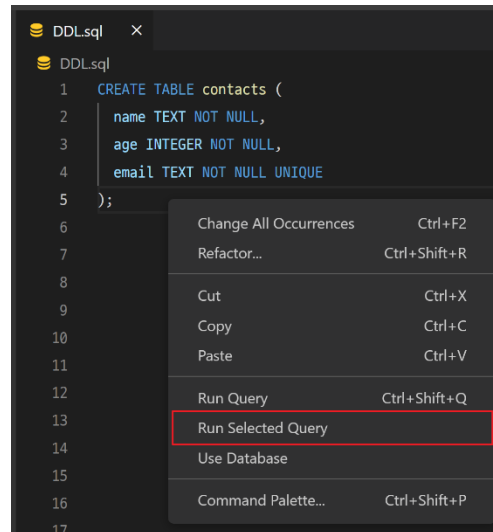 DDL.sql ×
DDL.sql
1 CREATE TABLE contacts (
2 name TEXT NOT NULL,
3 age INTEGER NOT NULL,
4 email TEXT NOT NULL UNIQUE
5 );
6 Change All Occurrences Ctrl+F2
7 Refactor... Ctrl+Shift+R
8
9 Cut Ctrl+X
10 Copy Ctrl+C
11 Paste Ctrl+V
12 Run Query Ctrl+Shift+Q
13 Run Selected Query
14 Use Database
15
16 Command Palette... Ctrl+Shift+P
17